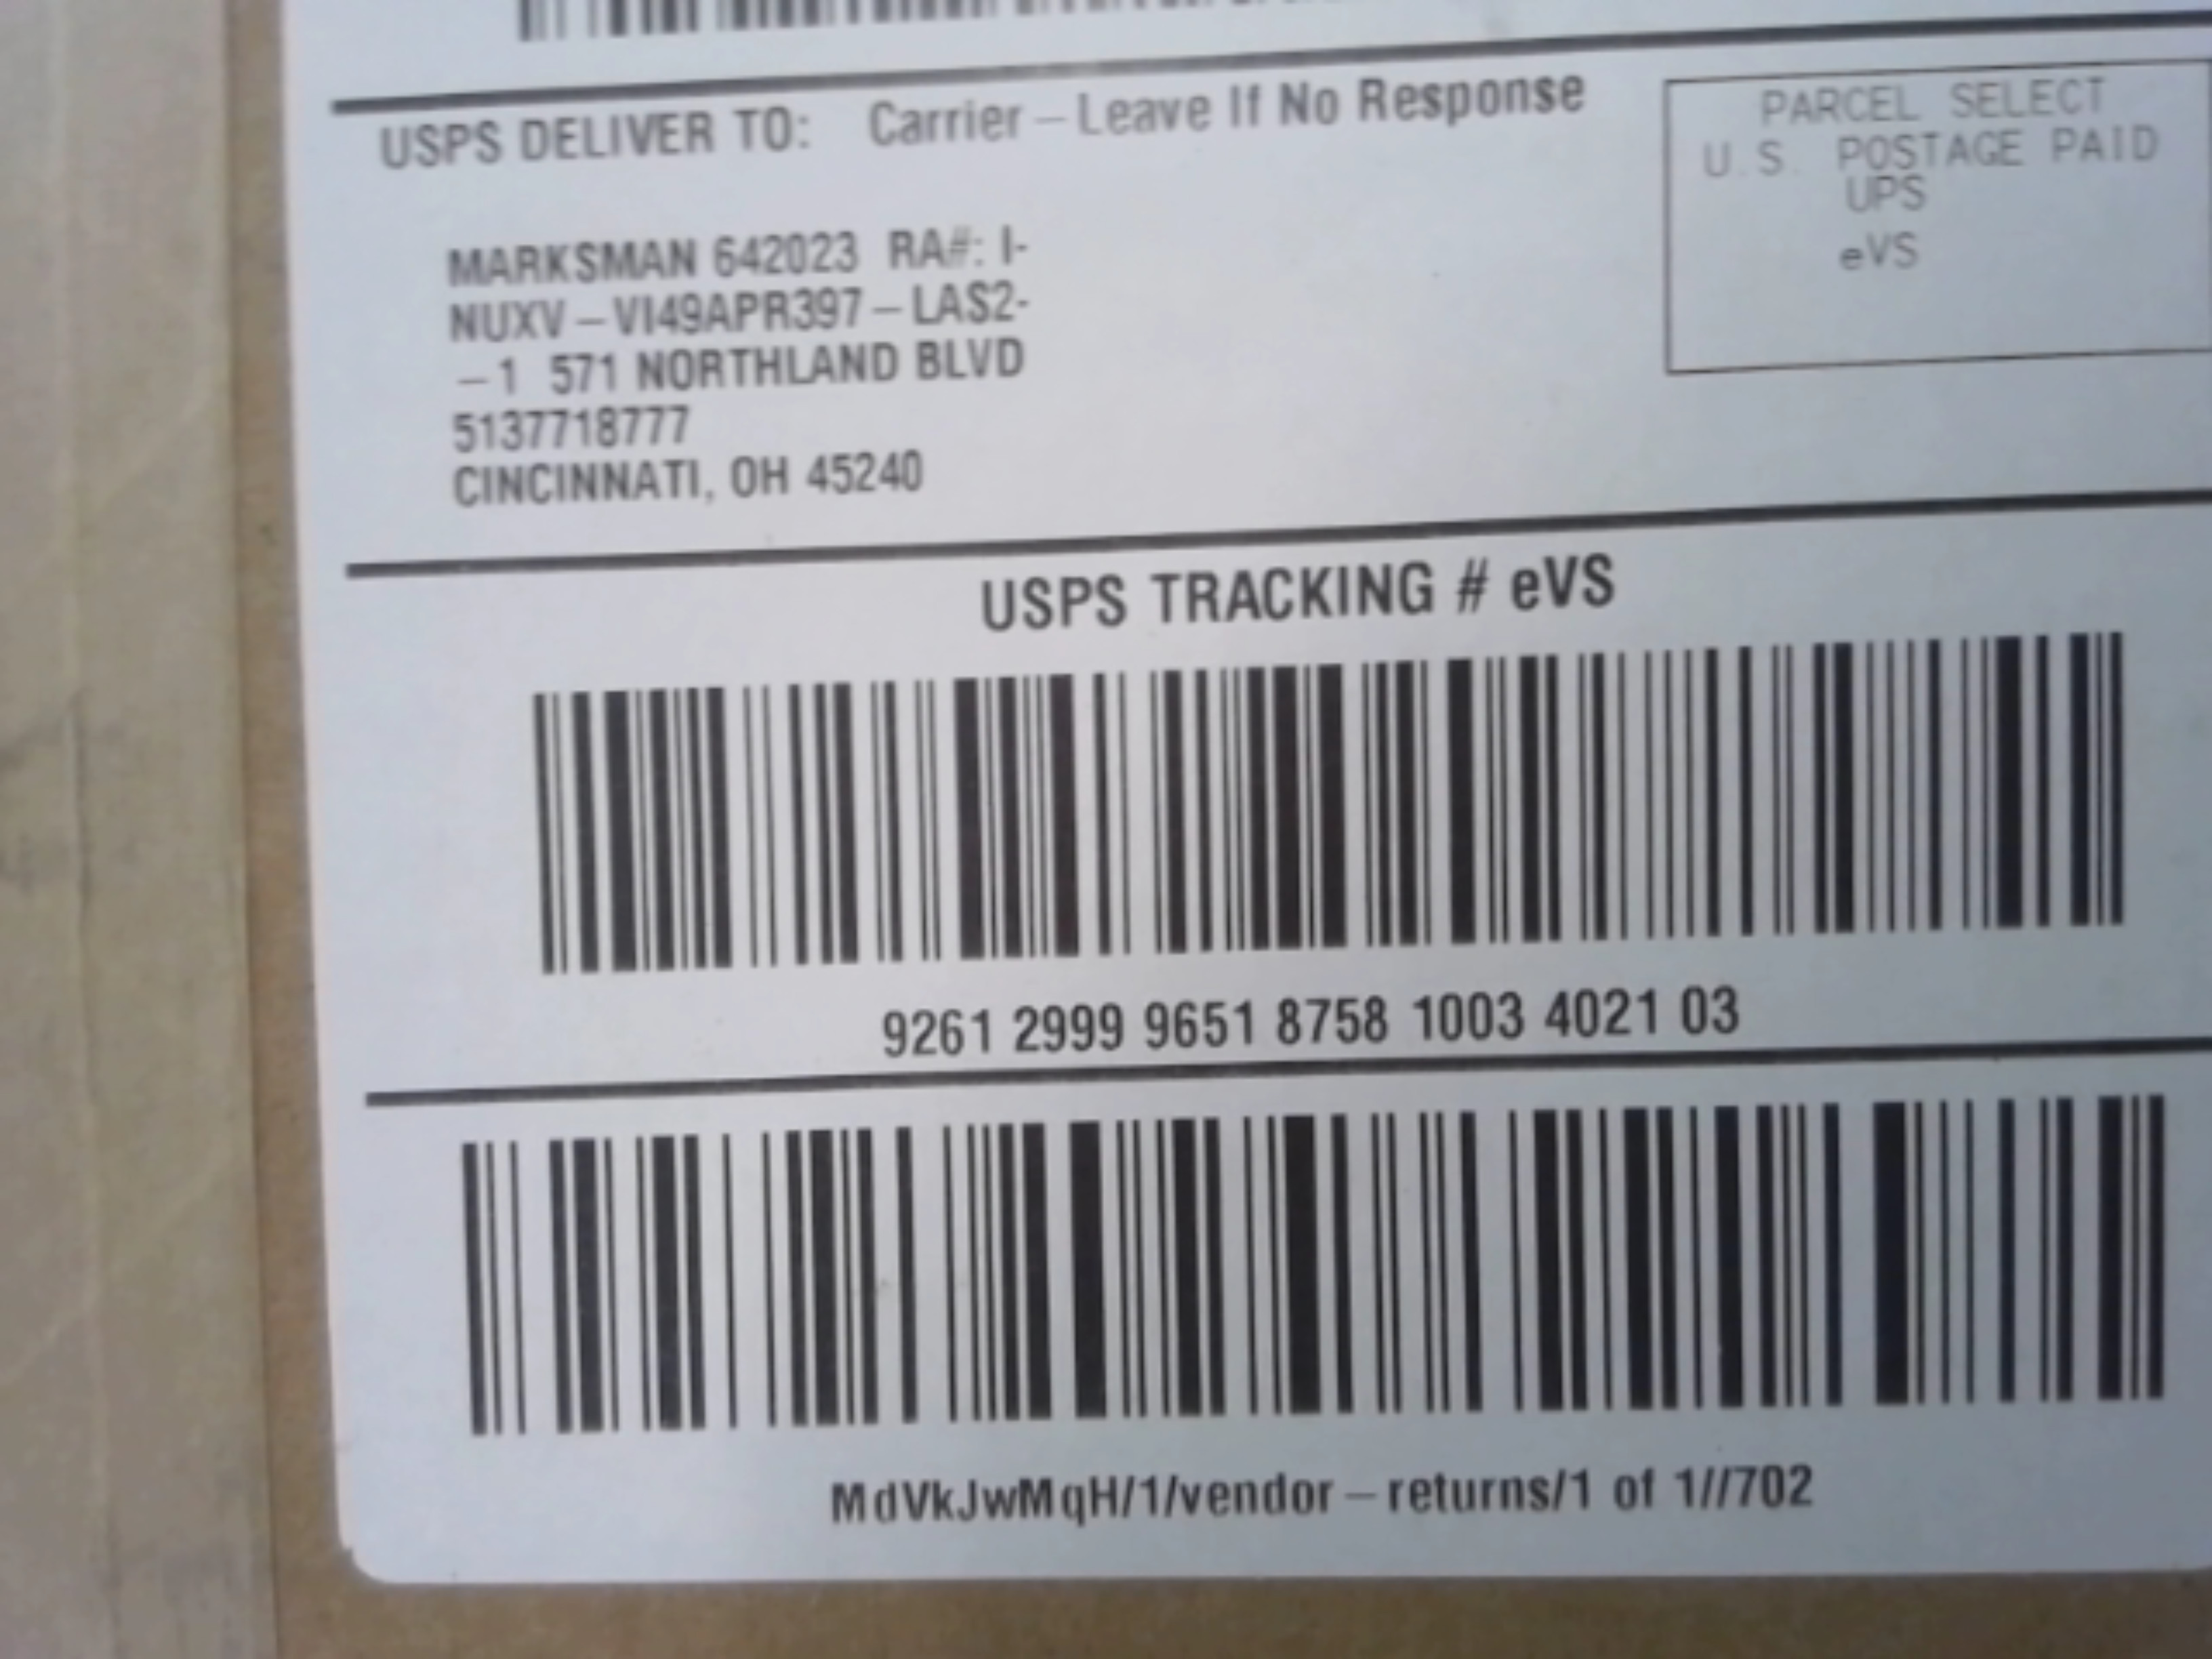 USPS DELIVER TO: Carrier – Leave If No Response
PARCEL SELECT
U.S. POSTAGE PAID
UPS
eVS
MARKSMAN 642023 RA#: I-
NUXV – VI49APR397 – LAS2-
– 1 571 NORTHLAND BLVD
5137718777
CINCINNATI, OH 45240
USPS TRACKING # eVS
9261 2999 9651 8758 1003 4021 03
MdVkJwMqH/1/vendor – returns/1 of 1//702